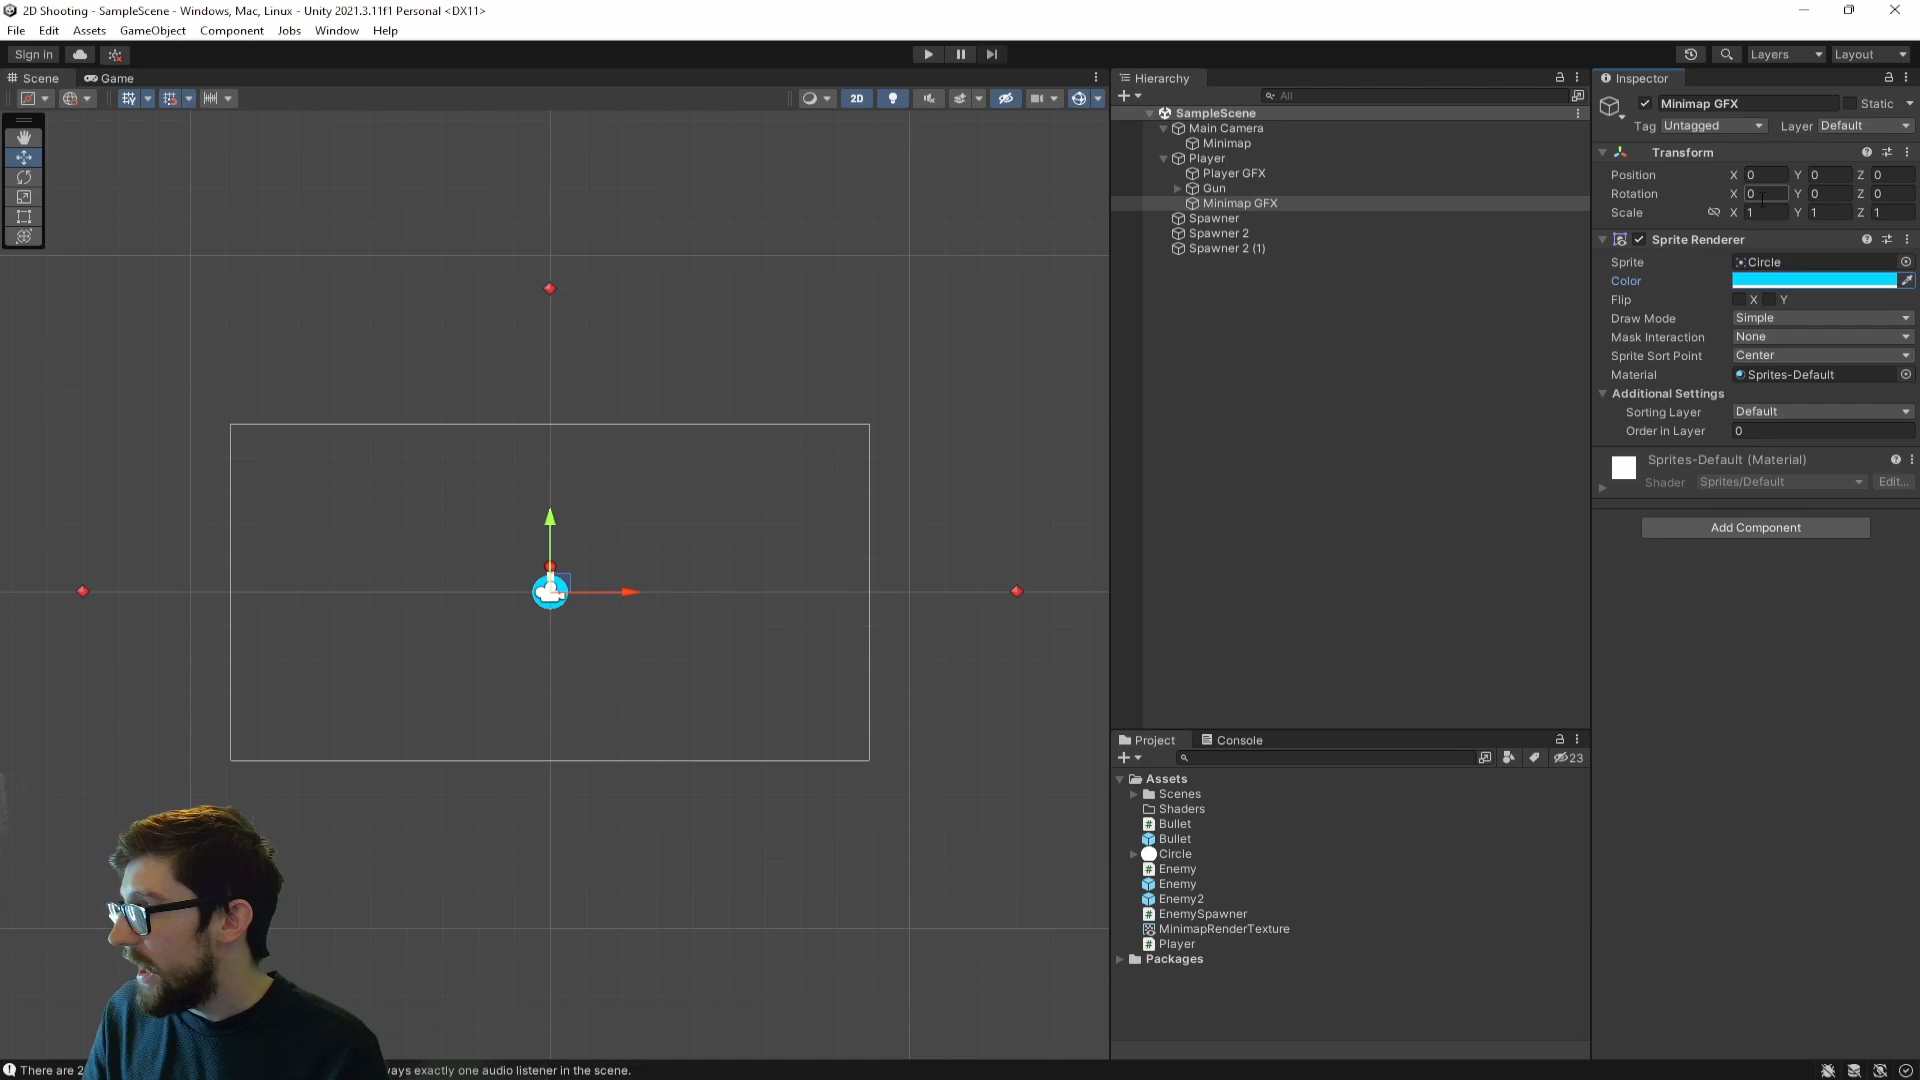 2D Shooting - SampleScene - Windows, Mac, Linux - Unity 2021.3.11f1 Personal <DX11>
File Edit Assets GameObject Component Jobs Window Help
Sign in
Layers
Layout
Scene
Game
2D
Hierarchy
All
SampleScene
Main Camera
Minimap
Player
Player GFX
Gun
Minimap GFX
Spawner
Spawner 2
Spawner 2 (1)
Project
Console
23
Assets
Scenes
Shaders
Bullet
Bullet
Circle
Enemy
Enemy
Enemy2
EnemySpawner
MinimapRenderTexture
Player
Packages
Inspector
Minimap GFX
Static
Tag Untagged Layer Default
Transform
Position X 0 Y 0 Z 0
Rotation X 0 Y 0 Z 0
Scale X 1 Y 1 Z 1
Sprite Renderer
Sprite Circle
Color
Flip X Y
Draw Mode Simple
Mask Interaction None
Sprite Sort Point Center
Material Sprites-Default
Additional Settings
Sorting Layer Default
Order in Layer 0
Sprites-Default (Material)
Shader Sprites/Default Edit...
Add Component
There are 2 ays exactly one audio listener in the scene.